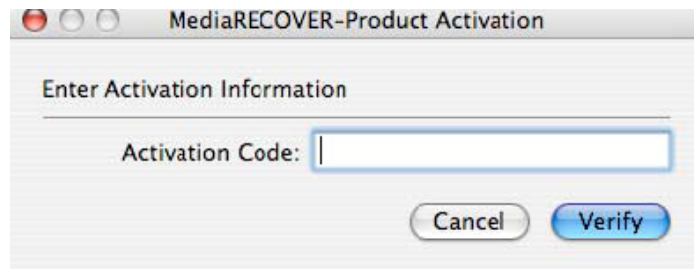 MediaRECOVER-Product Activation
Enter Activation Information
Activation Code:
Cancel
Verify